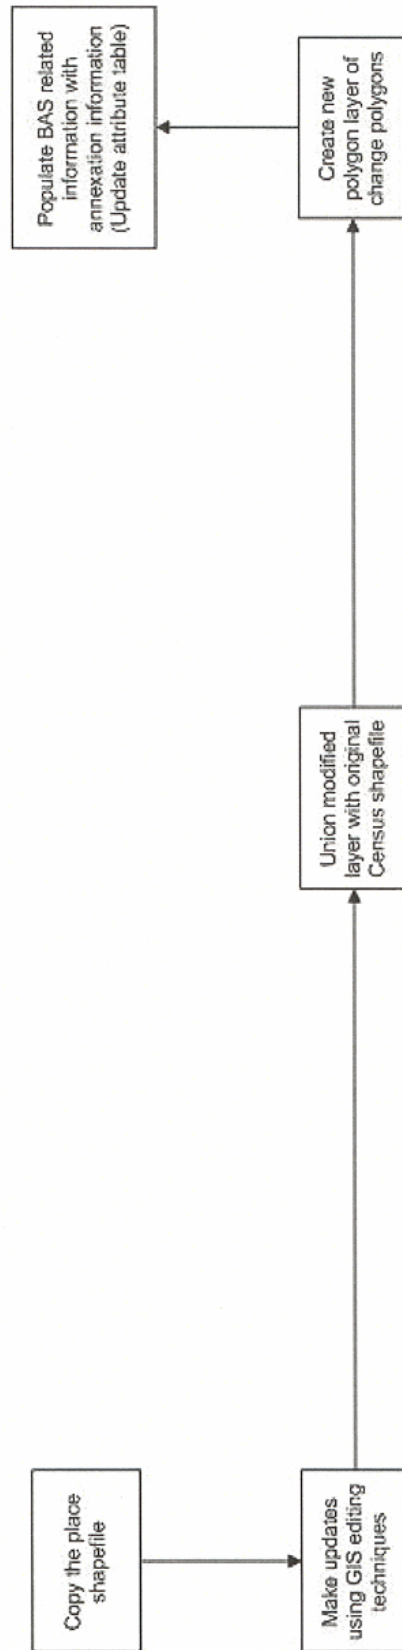 Copy the place
shapefile
Make updates
using GIS editing
techniques
Union modified
layer with original
Census shapefile
Create new
polygon layer of
change polygons
Populate BAS related
information with
annexation information
(Update attribute table)